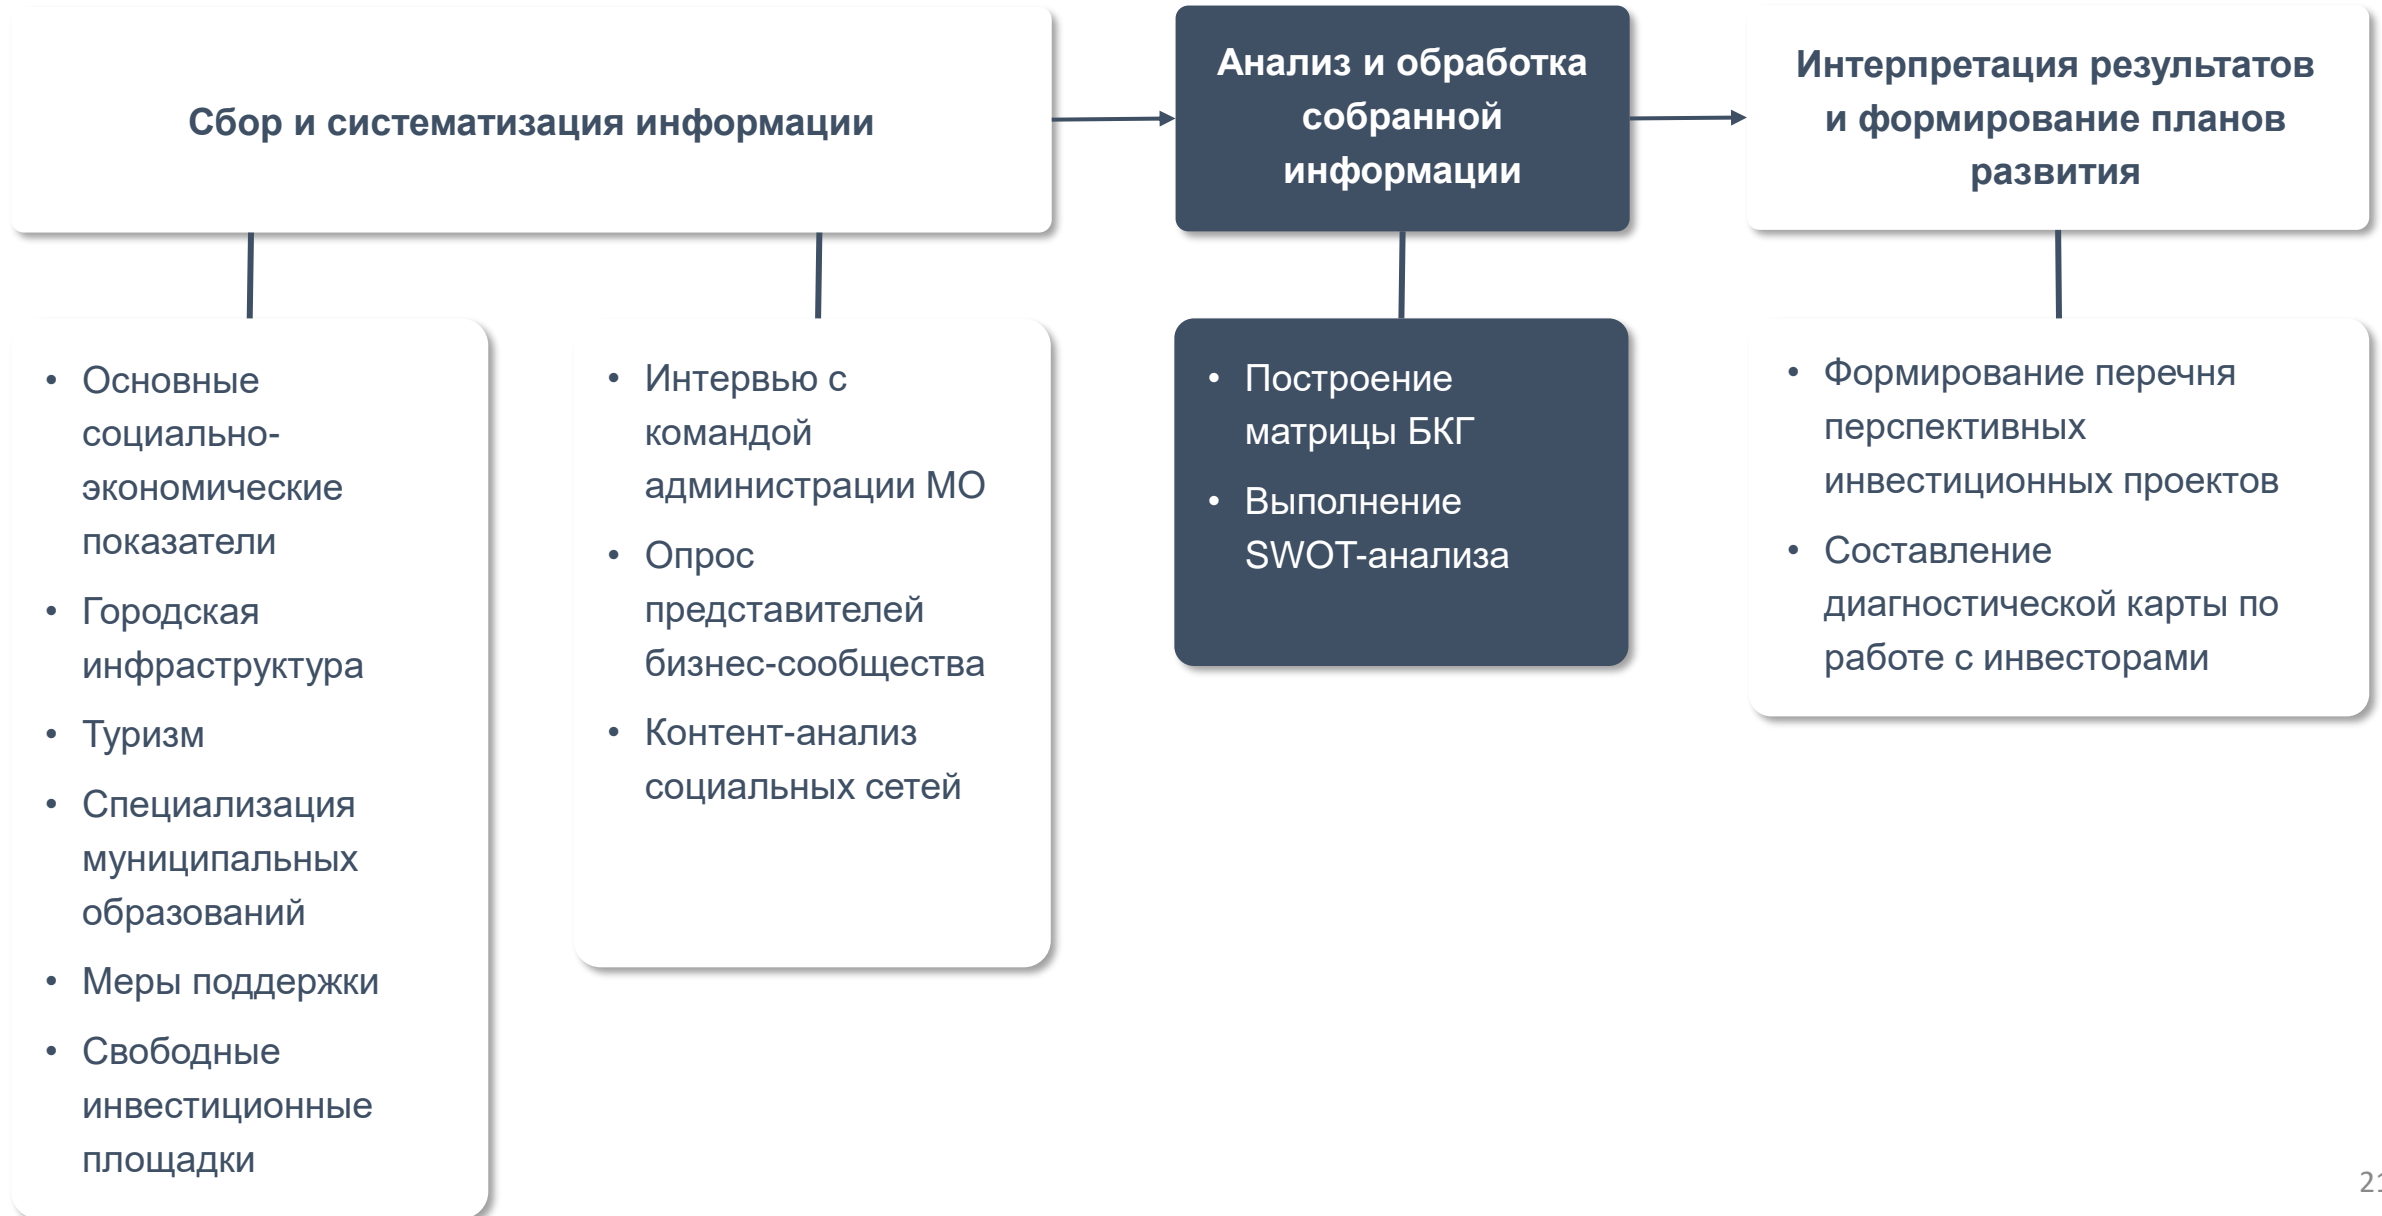 Сбор и систематизация информации
Анализ и обработка
собранной
информации
Интерпретация результатов
и формирование планов
развития
• Основные
социально-
экономические
показатели
• Городская
инфраструктура
• Туризм
• Специализация
муниципальных
образований
• Меры поддержки
• Свободные
инвестиционные
площадки
• Интервью с
командой
администрации МО
• Опрос
представителей
бизнес-сообщества
• Контент-анализ
социальных сетей
• Построение
матрицы БКГ
• Выполнение
SWOT-анализа
• Формирование перечня
перспективных
инвестиционных проектов
• Составление
диагностической карты по
работе с инвесторами
21